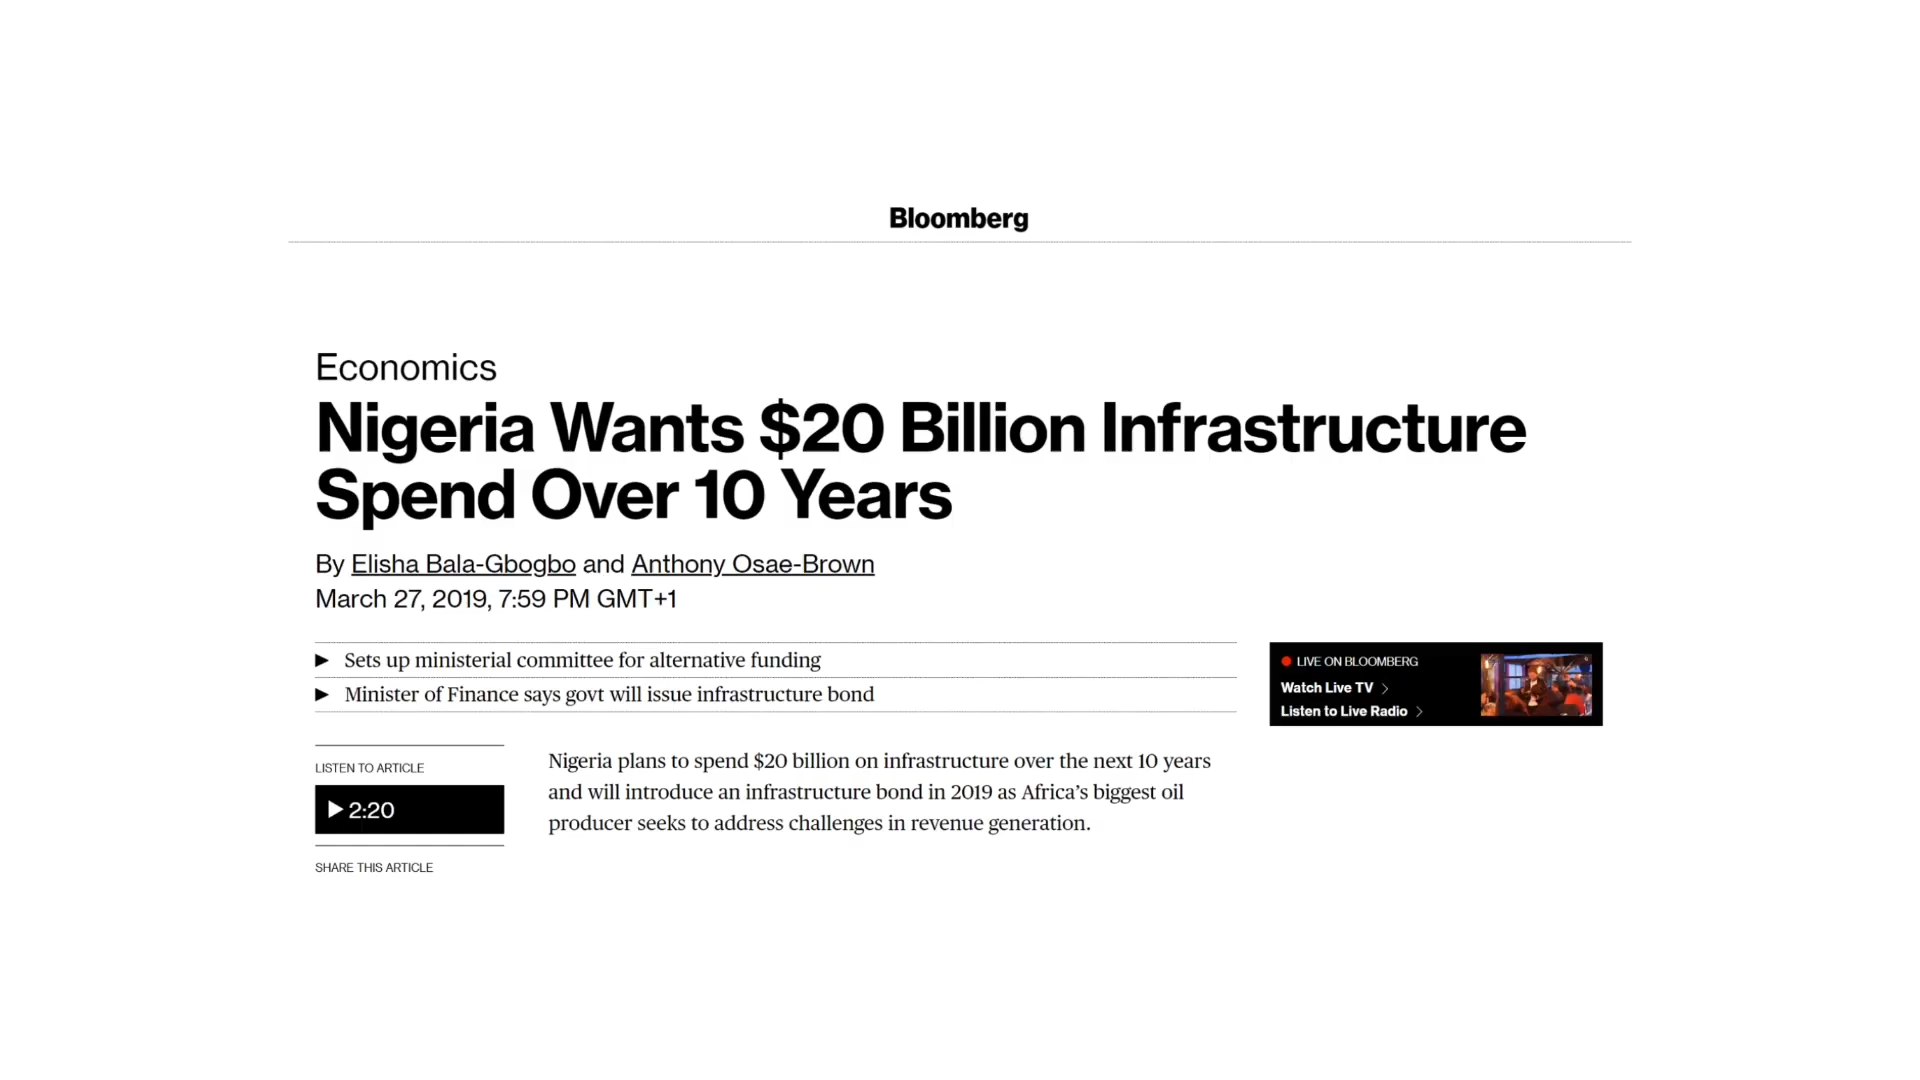 Bloomberg
Economics
Nigeria Wants $20 Billion Infrastructure
Spend Over 10 Years
By Elisha Bala-Gbogbo and Anthony Osae-Brown
March 27, 2019, 7:59 PM GMT+1
▶ Sets up ministerial committee for alternative funding
▶ Minister of Finance says govt will issue infrastructure bond
LIVE ON BLOOMBERG
Watch Live TV >
Listen to Live Radio >
LISTEN TO ARTICLE
▶ 2:20
SHARE THIS ARTICLE
Nigeria plans to spend $20 billion on infrastructure over the next 10 years
and will introduce an infrastructure bond in 2019 as Africa’s biggest oil
producer seeks to address challenges in revenue generation.